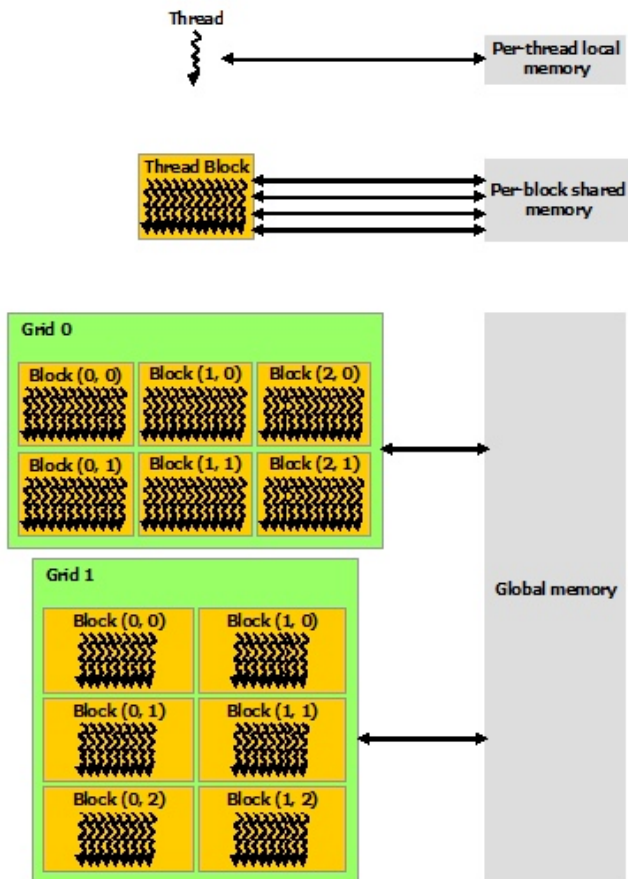 Thread
Per-thread local
memory
Thread Block
Per-block shared
memory
Grid 0
Block (0, 0)
Block (1, 0)
Block (2, 0)
Block (0, 1)
Block (1, 1)
Block (2, 1)
Grid 1
Global memory
Block (0, 0)
Block (1, 0)
Block (0, 1)
Block (1, 1)
Block (0, 2)
Block (1, 2)